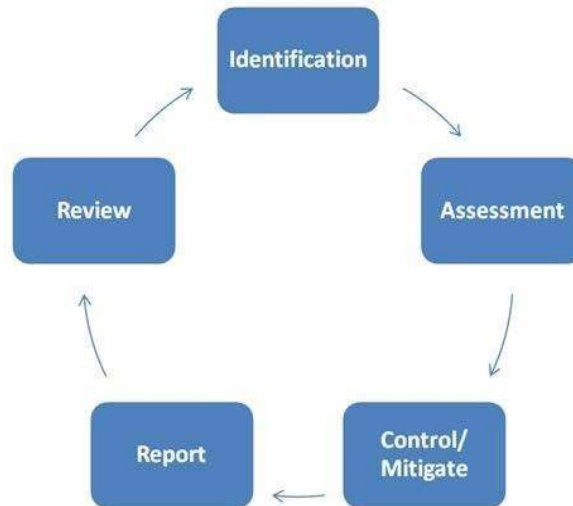 Identification
Assessment
Control/
Mitigate
Report
Review